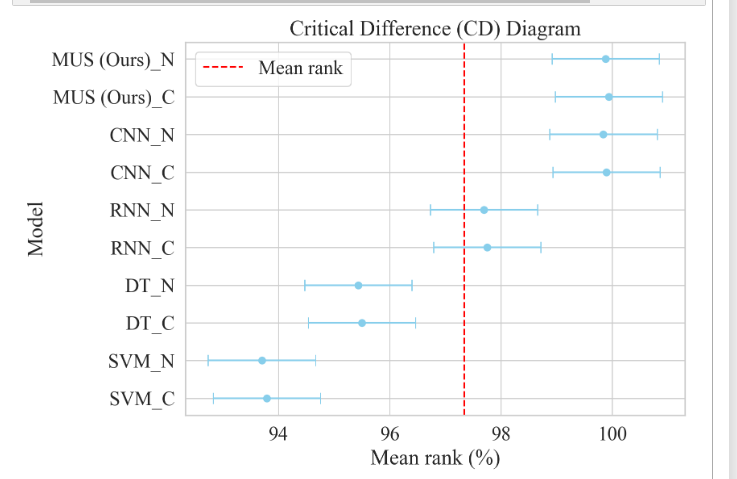 Critical Difference (CD) Diagram
Mean rank
MUS (Ours)_N
MUS (Ours)_C
CNN_N
CNN_C
RNN_N
RNN_C
DT_N
DT_C
SVM_N
SVM_C
Model
94 96 98 100
Mean rank (%)